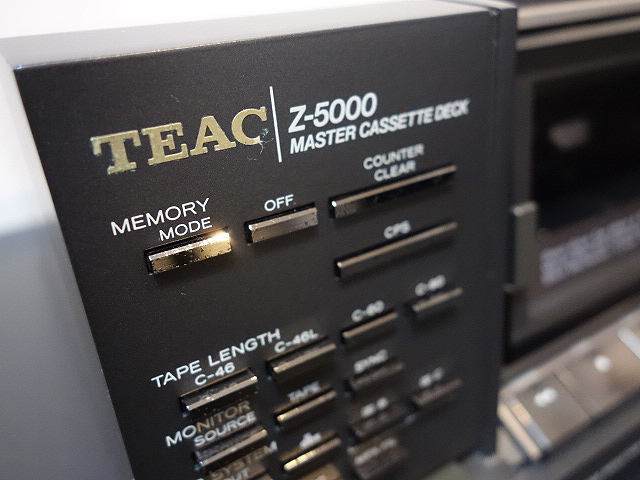 TEAC
Z-5000
MASTER CASSETTE DECK
COUNTER
CLEAR
OFF
MEMORY
MODE
CPS
TAPE LENGTH
C-46
C-46L
C-60
C-90
MONITOR
SOURCE
TAPE
SYNC
SYSTEM